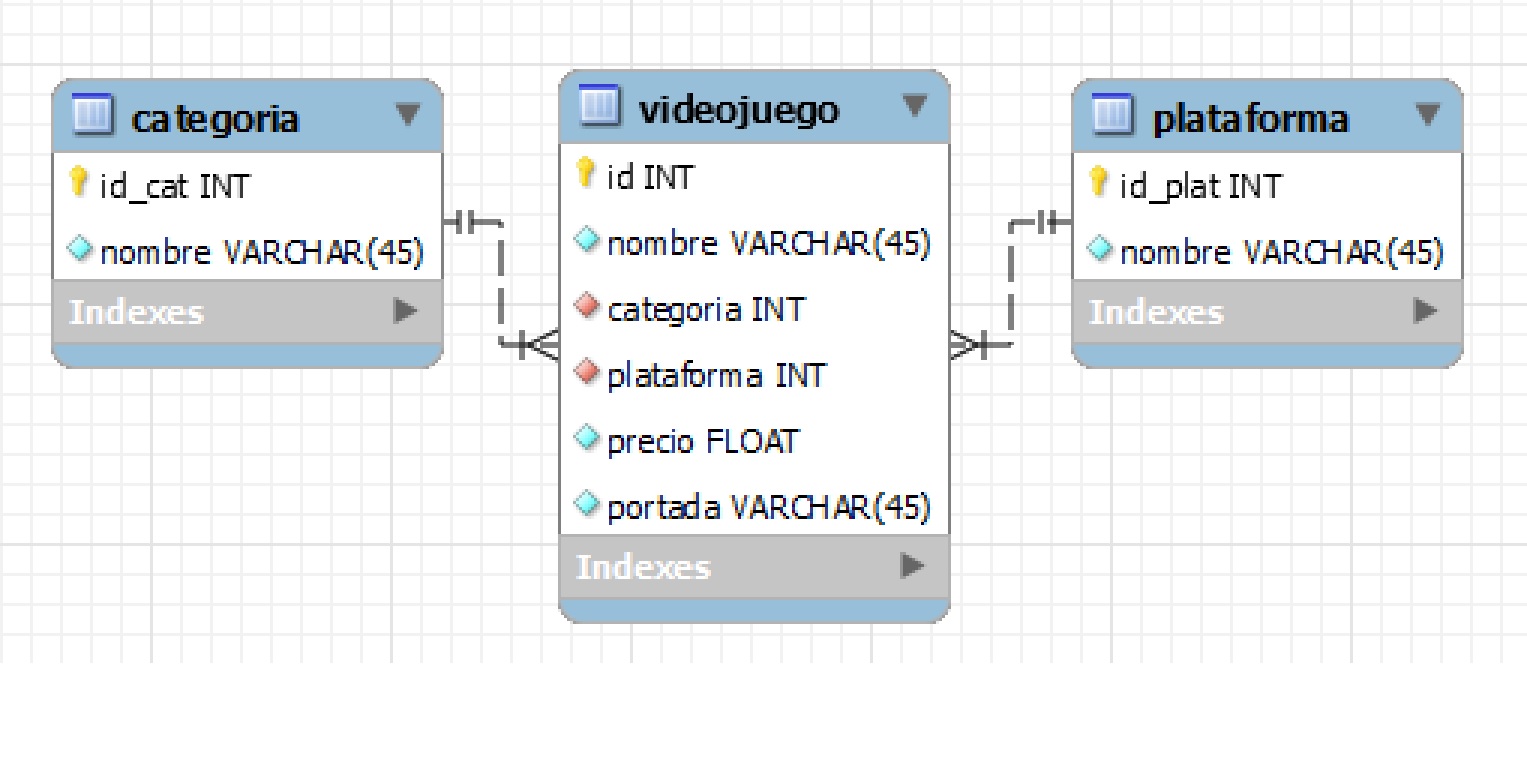 categoria
id_cat INT
nombre VARCHAR(45)
Indexes
videojuego
id INT
nombre VARCHAR(45)
categoria INT
plataforma INT
precio FLOAT
portada VARCHAR(45)
Indexes
plataforma
id_plat INT
nombre VARCHAR(45)
Indexes